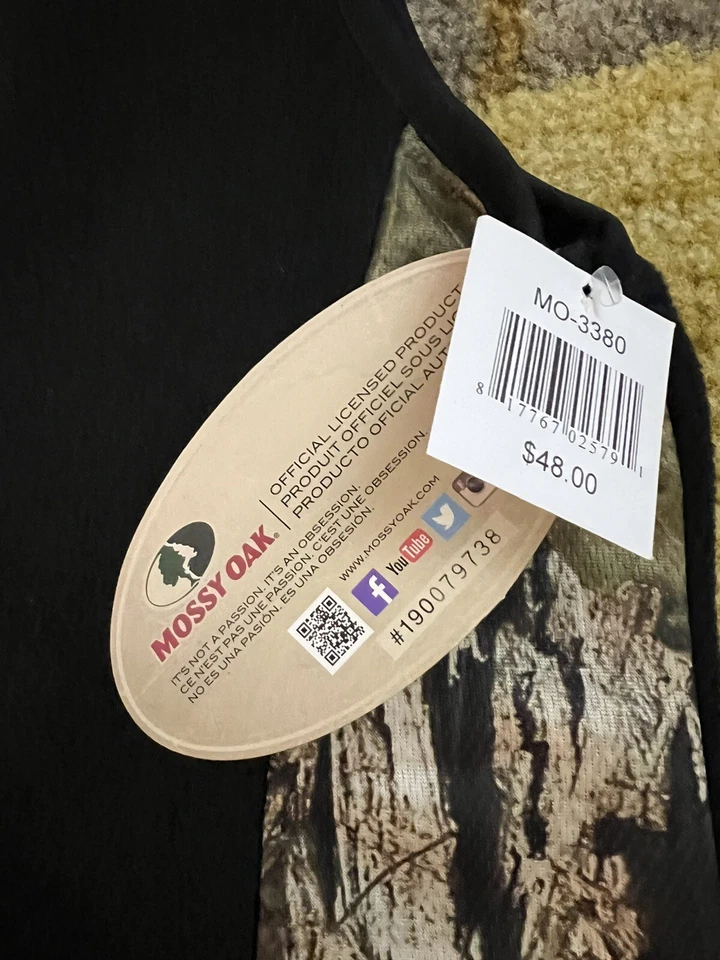 MO-3380
8 17767 02579 1
$48.00
MOSSY OAK®
OFFICIAL LICENSED PRODUCT
PRODUIT OFFICIEL SOUS
PRODUCTO OFICIAL
IT'S NOT A PASSION. IT'S AN OBSESSION.
CE N'EST PAS UNE PASSION. C'EST UNE OBSESSION.
NO ES UNA PASIÓN. ES UNA OBSESIÓN.
WWW.MOSSYOAK.COM
f YouTube
#190079738